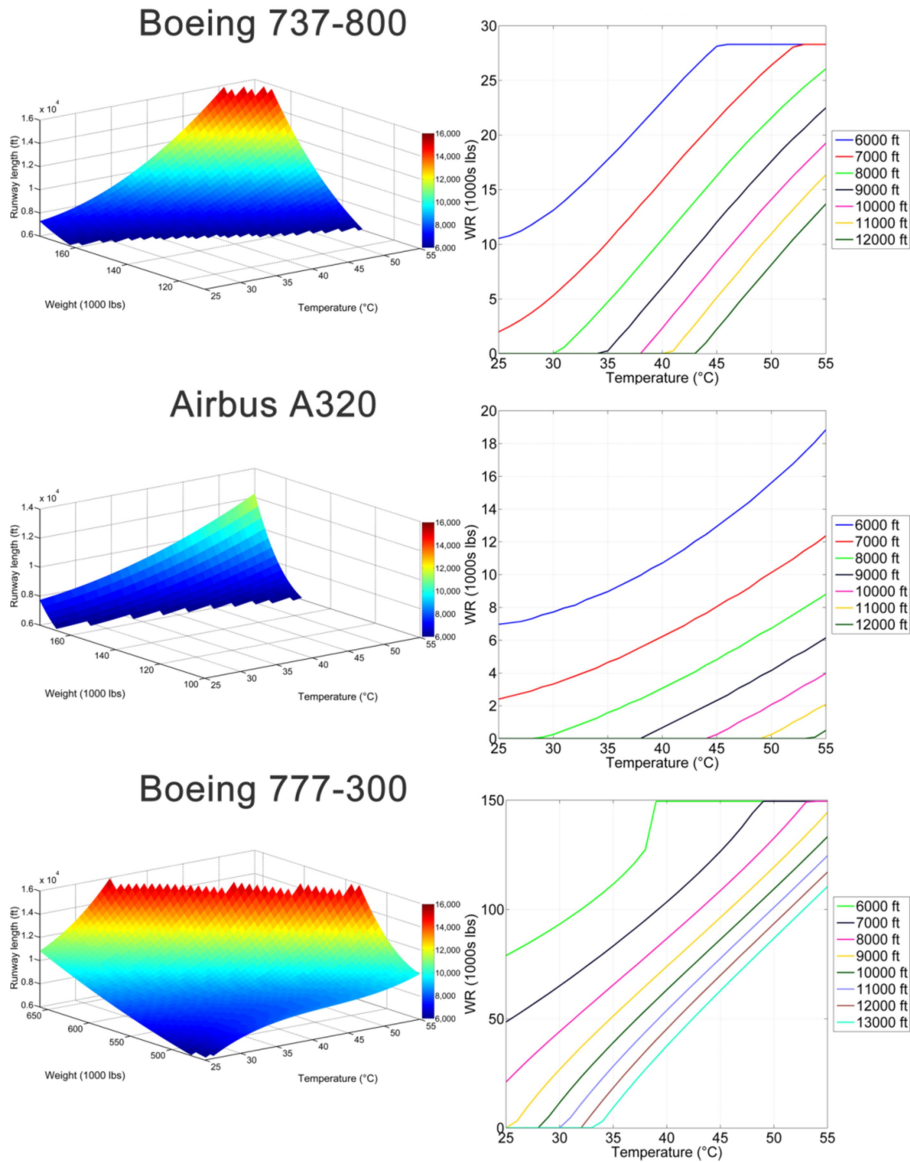 Boeing 737-800
x 10⁴
1.6
1.4
1.2
1
0.8
0.6
Runway length (ft)
160
140
120
Weight (1000 lbs)
25
30
35
40
45
50
55
Temperature (°C)
16,000
14,000
12,000
10,000
8,000
6,000
30
25
20
15
10
5
0
WR (1000s lbs)
25
30
35
40
45
50
55
Temperature (°C)
6000 ft
7000 ft
8000 ft
9000 ft
10000 ft
11000 ft
12000 ft
Airbus A320
x 10⁴
1.4
1.2
1
0.8
0.6
Runway length (ft)
160
140
120
100
Weight (1000 lbs)
25
30
35
40
45
50
55
Temperature (°C)
16,000
14,000
12,000
10,000
8,000
6,000
20
18
16
14
12
10
8
6
4
2
0
WR (1000s lbs)
25
30
35
40
45
50
55
Temperature (°C)
6000 ft
7000 ft
8000 ft
9000 ft
10000 ft
11000 ft
12000 ft
Boeing 777-300
x 10⁴
1.6
1.4
1.2
1
0.8
0.6
Runway length (ft)
650
600
550
500
Weight (1000 lbs)
25
30
35
40
45
50
55
Temperature (°C)
16,000
14,000
12,000
10,000
8,000
6,000
150
100
50
0
WR (1000s lbs)
25
30
35
40
45
50
55
Temperature (°C)
6000 ft
7000 ft
8000 ft
9000 ft
10000 ft
11000 ft
12000 ft
13000 ft